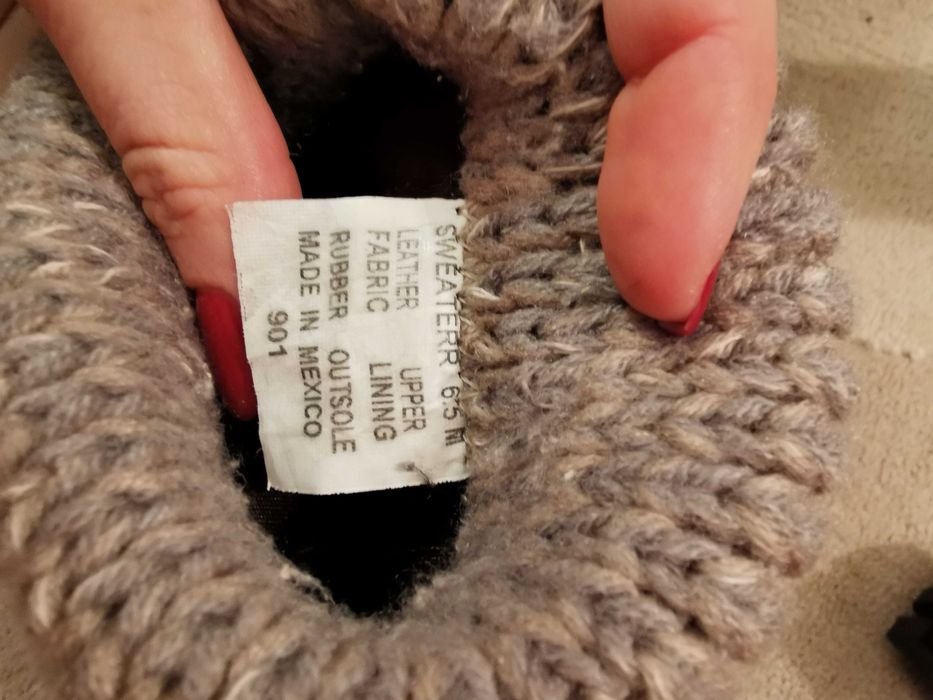 SWEATERR 6.5 M
LEATHER UPPER
FABRIC LINING
RUBBER OUTSOLE
MADE IN MEXICO
901